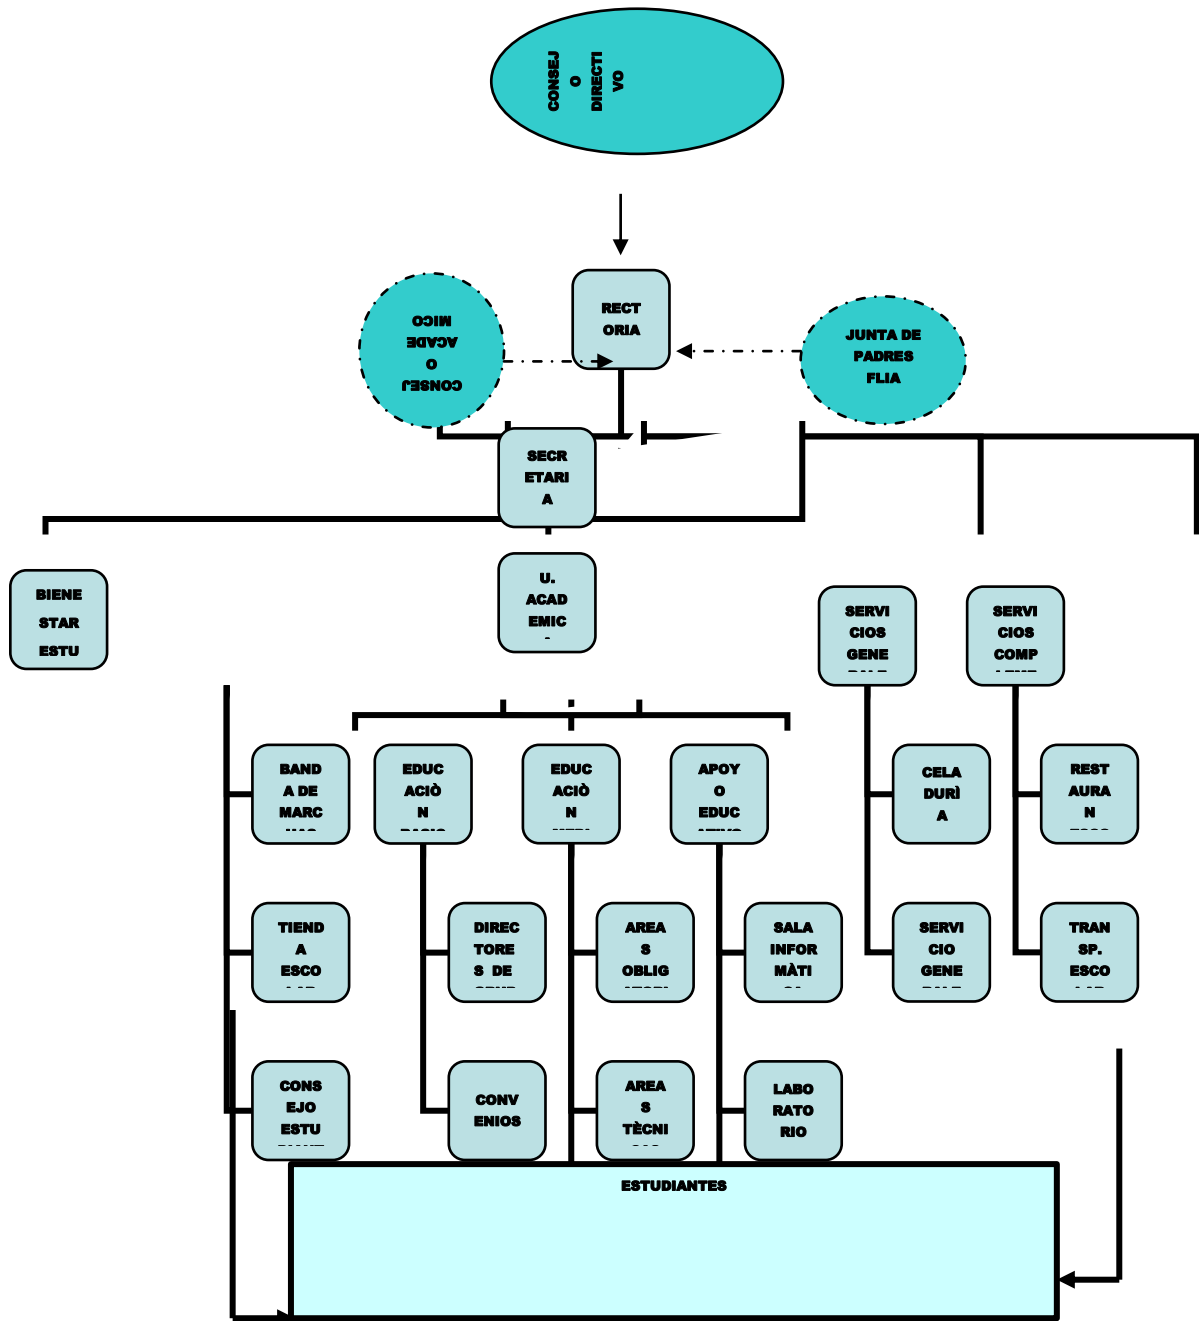 CONSEJ
O
DIRECTI
VO
RECT
ORIA
CONSEJ
O
ACADE
MICO
JUNTA DE
PADRES
FLIA
SECR
ETARI
A
BIENE
STAR
ESTU
U.
ACAD
EMIC
SERVI
CIOS
GENE
SERVI
CIOS
COMP
BAND
A DE
MARC
EDUC
ACIÒ
N
EDUC
ACIÒ
N
APOY
O
EDUC
CELA
DURÌ
A
REST
AURA
N
TIEND
A
ESCO
DIREC
TORE
S DE
AREA
S
OBLIG
SALA
INFOR
MÀTI
SERVI
CIO
GENE
TRAN
SP.
ESCO
CONS
EJO
ESTU
CONV
ENIOS
AREA
S
TÈCNI
LABO
RATO
RIO
ESTUDIANTES